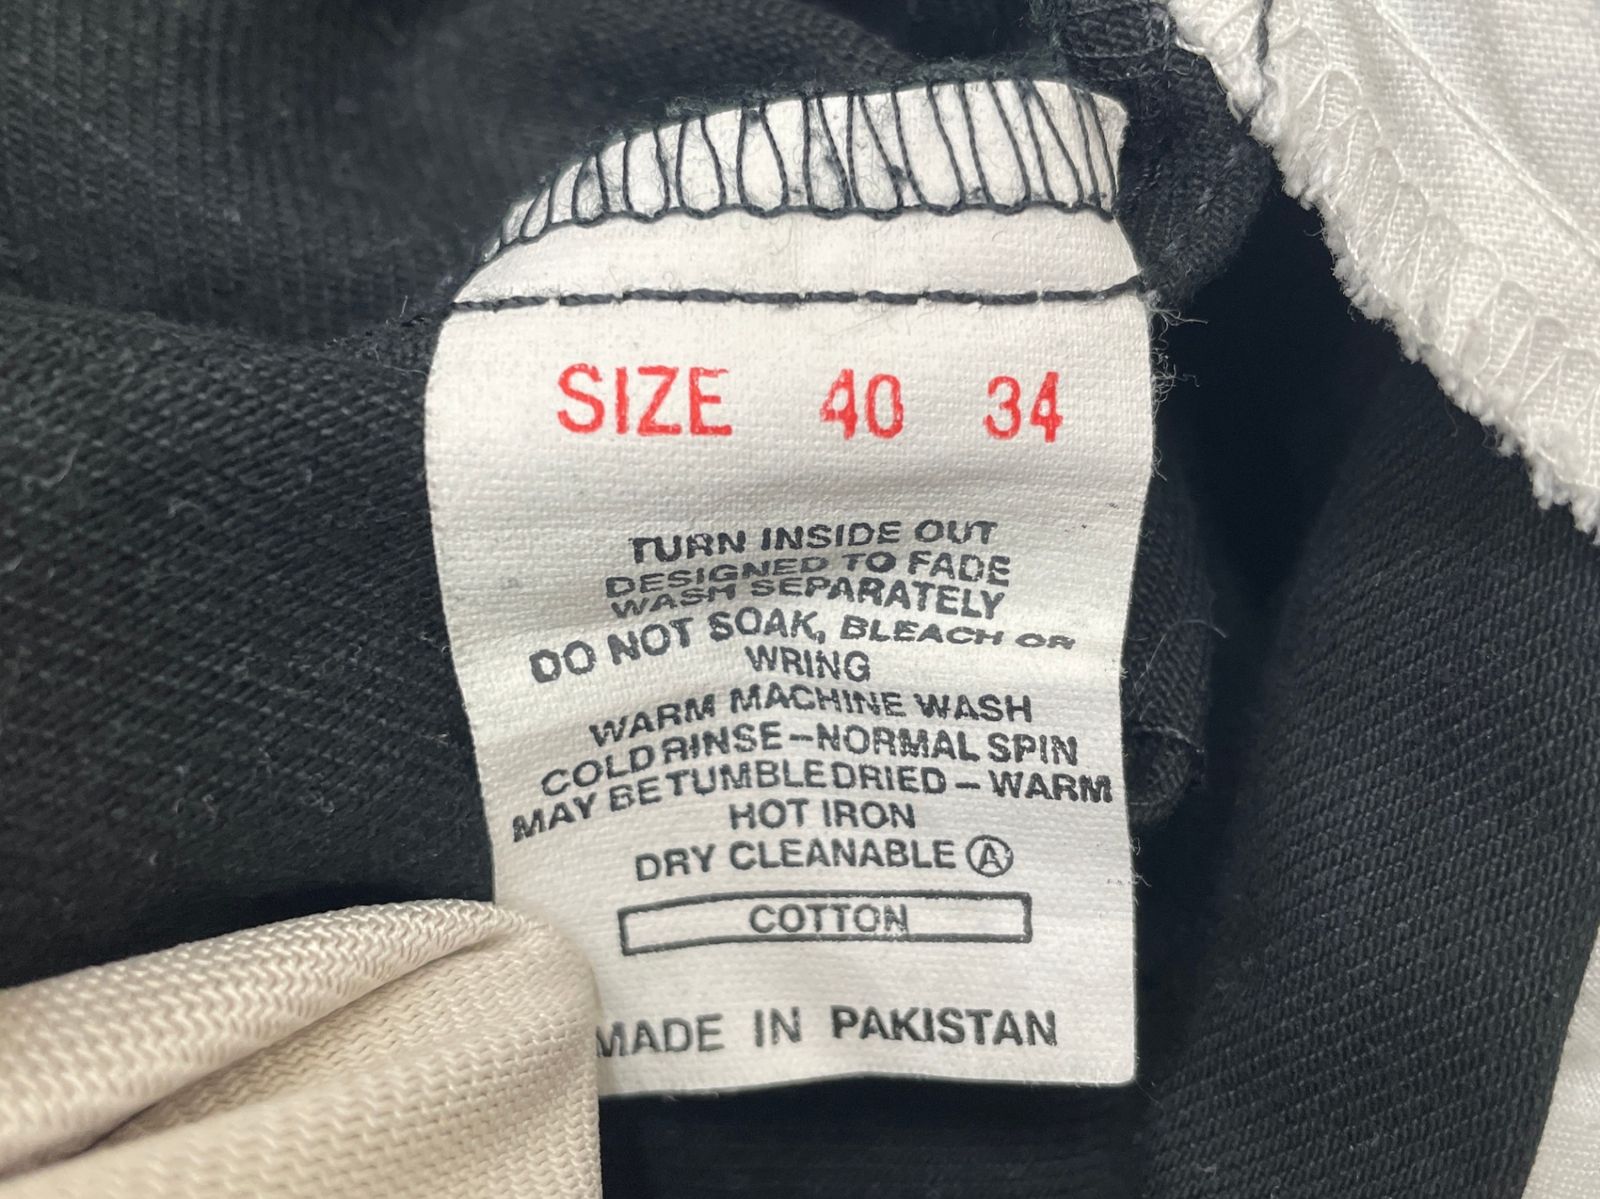 SIZE 40 34
TURN INSIDE OUT
DESIGNED TO FADE
WASH SEPARATELY
DO NOT SOAK, BLEACH OR
WRING
WARM MACHINE WASH
COLD RINSE-NORMAL SPIN
MAY BE TUMBLE DRIED - WARM
HOT IRON
DRY CLEANABLE Ⓐ
COTTON
MADE IN PAKISTAN